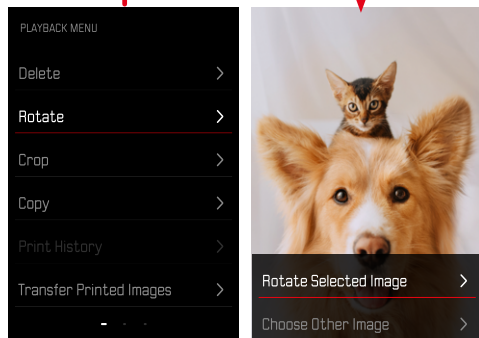 PLAYBACK MENU
Delete
Rotate
Crop
Copy
Print History
Transfer Printed Images
Rotate Selected Image
Choose Other Image